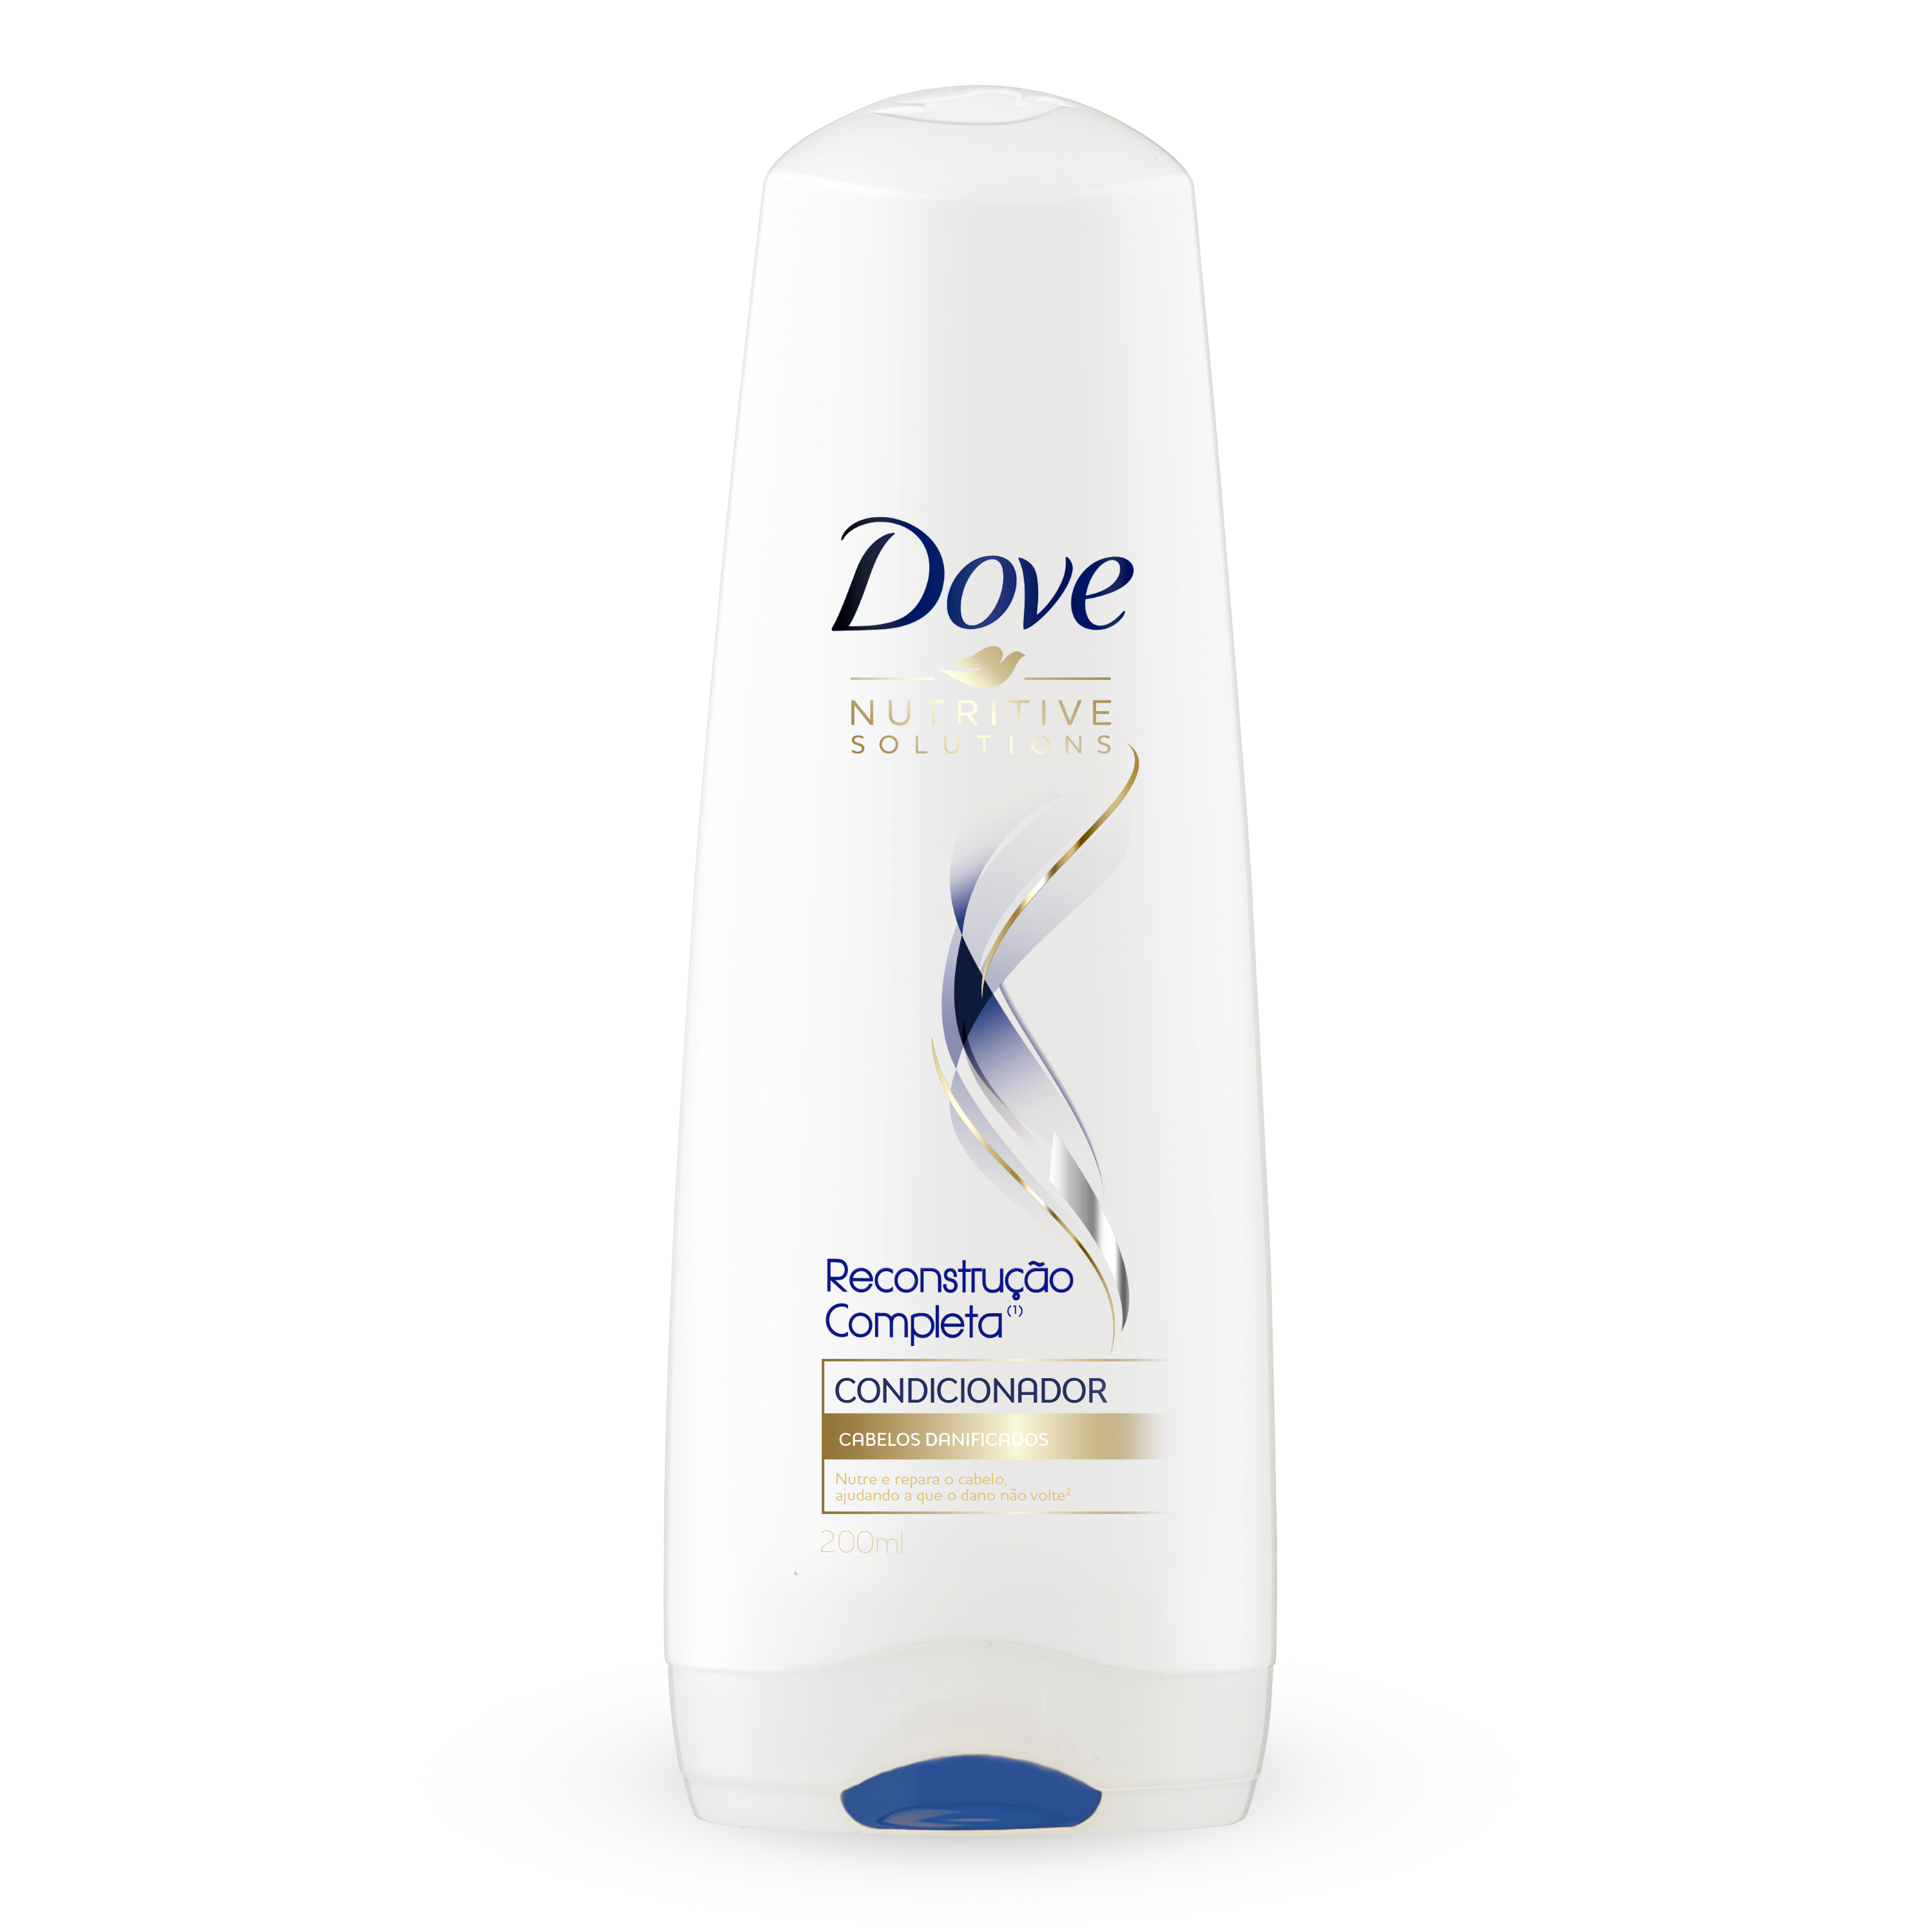 Dove
NUTRITIVE
SOLUTIONS
Reconstrução
Completa(1)
CONDICIONADOR
CABELOS DANIFICADOS
Nutre e repara o cabelo,
ajudando a que o dano não volte²
200ml